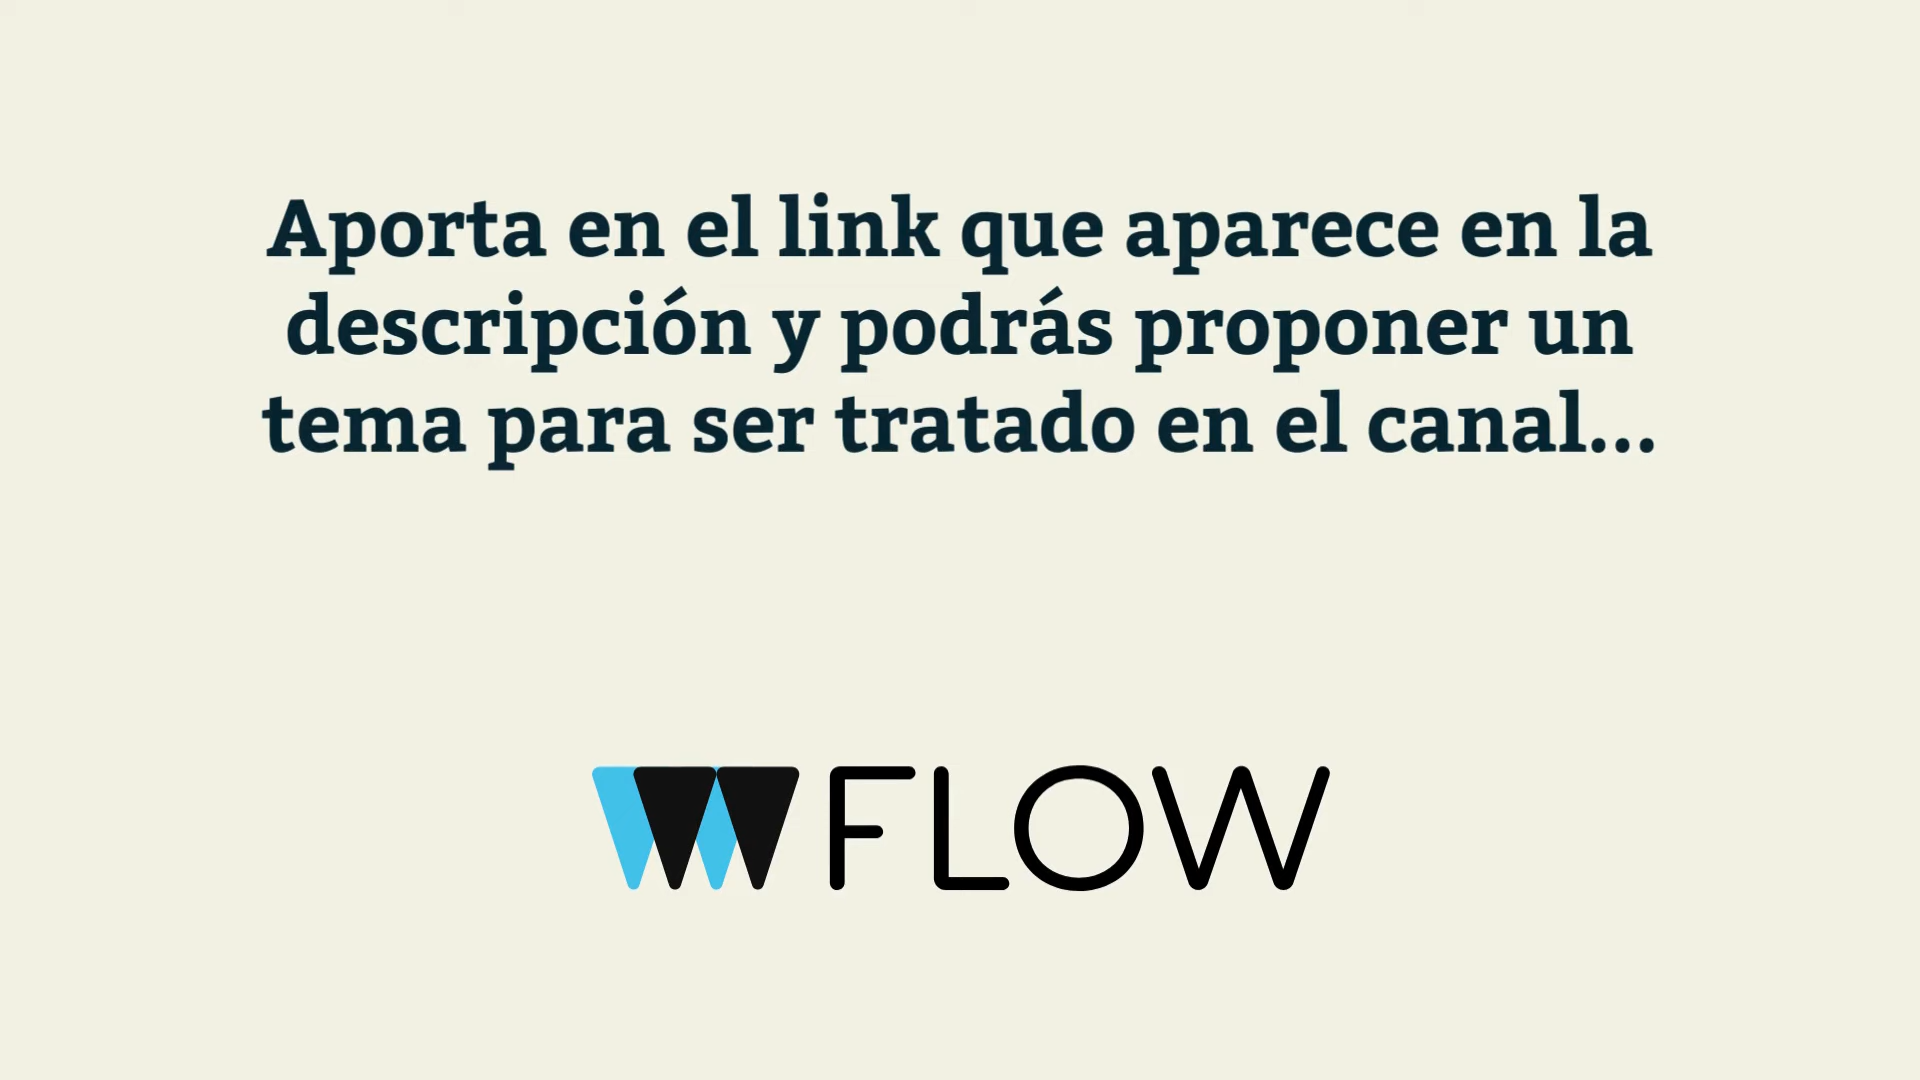 Aporta en el link que aparece en la
descripción y podrás proponer un
tema para ser tratado en el canal...
FLOW